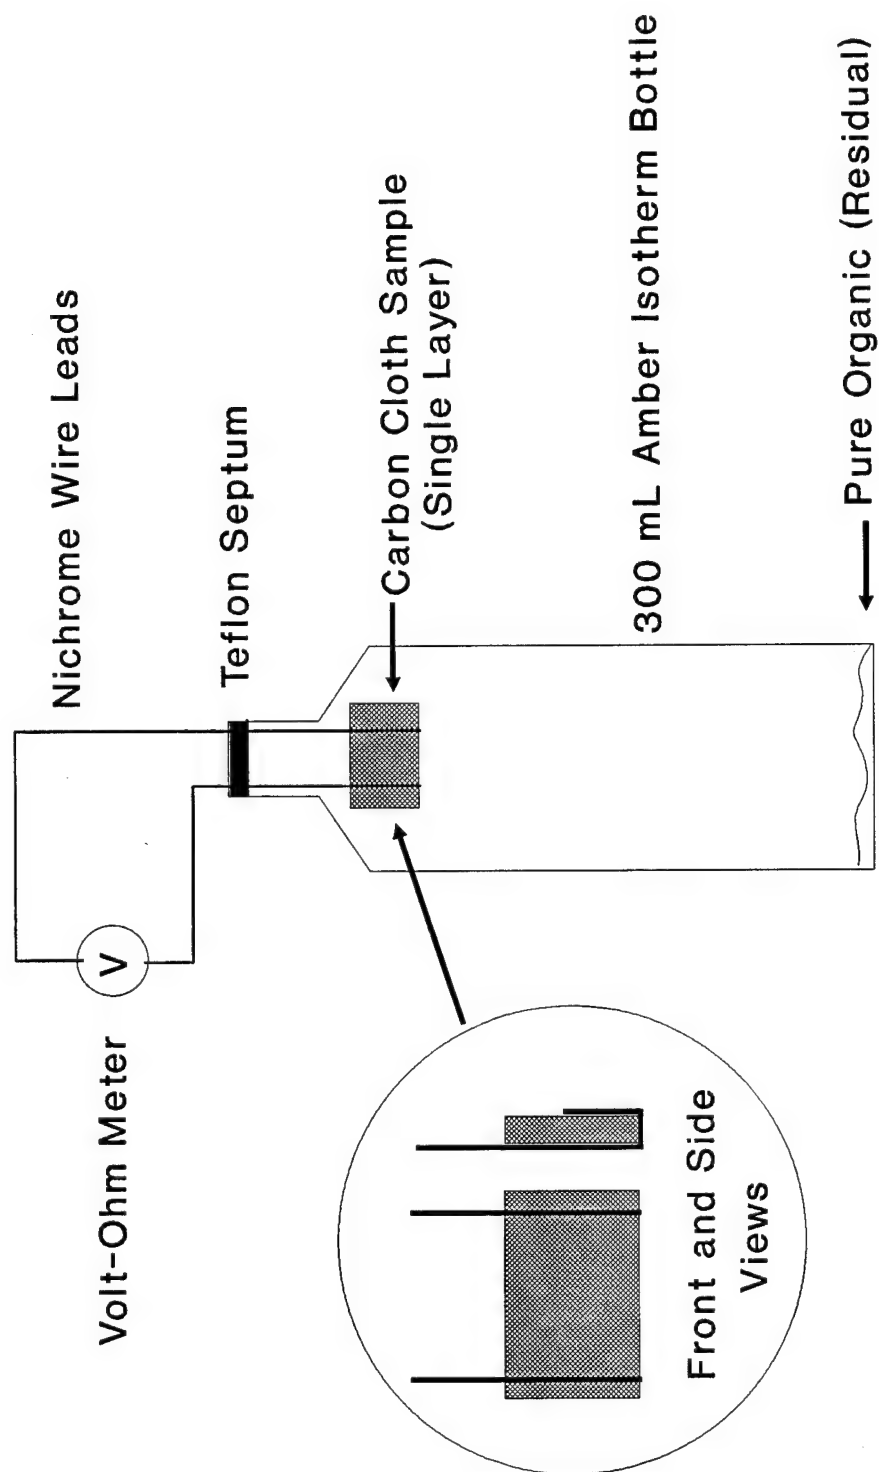 Nichrome Wire Leads
Volt-Ohm Meter
V
Teflon Septum
Carbon Cloth Sample
(Single Layer)
300 mL Amber Isotherm Bottle
Front and Side
Views
Pure Organic (Residual)